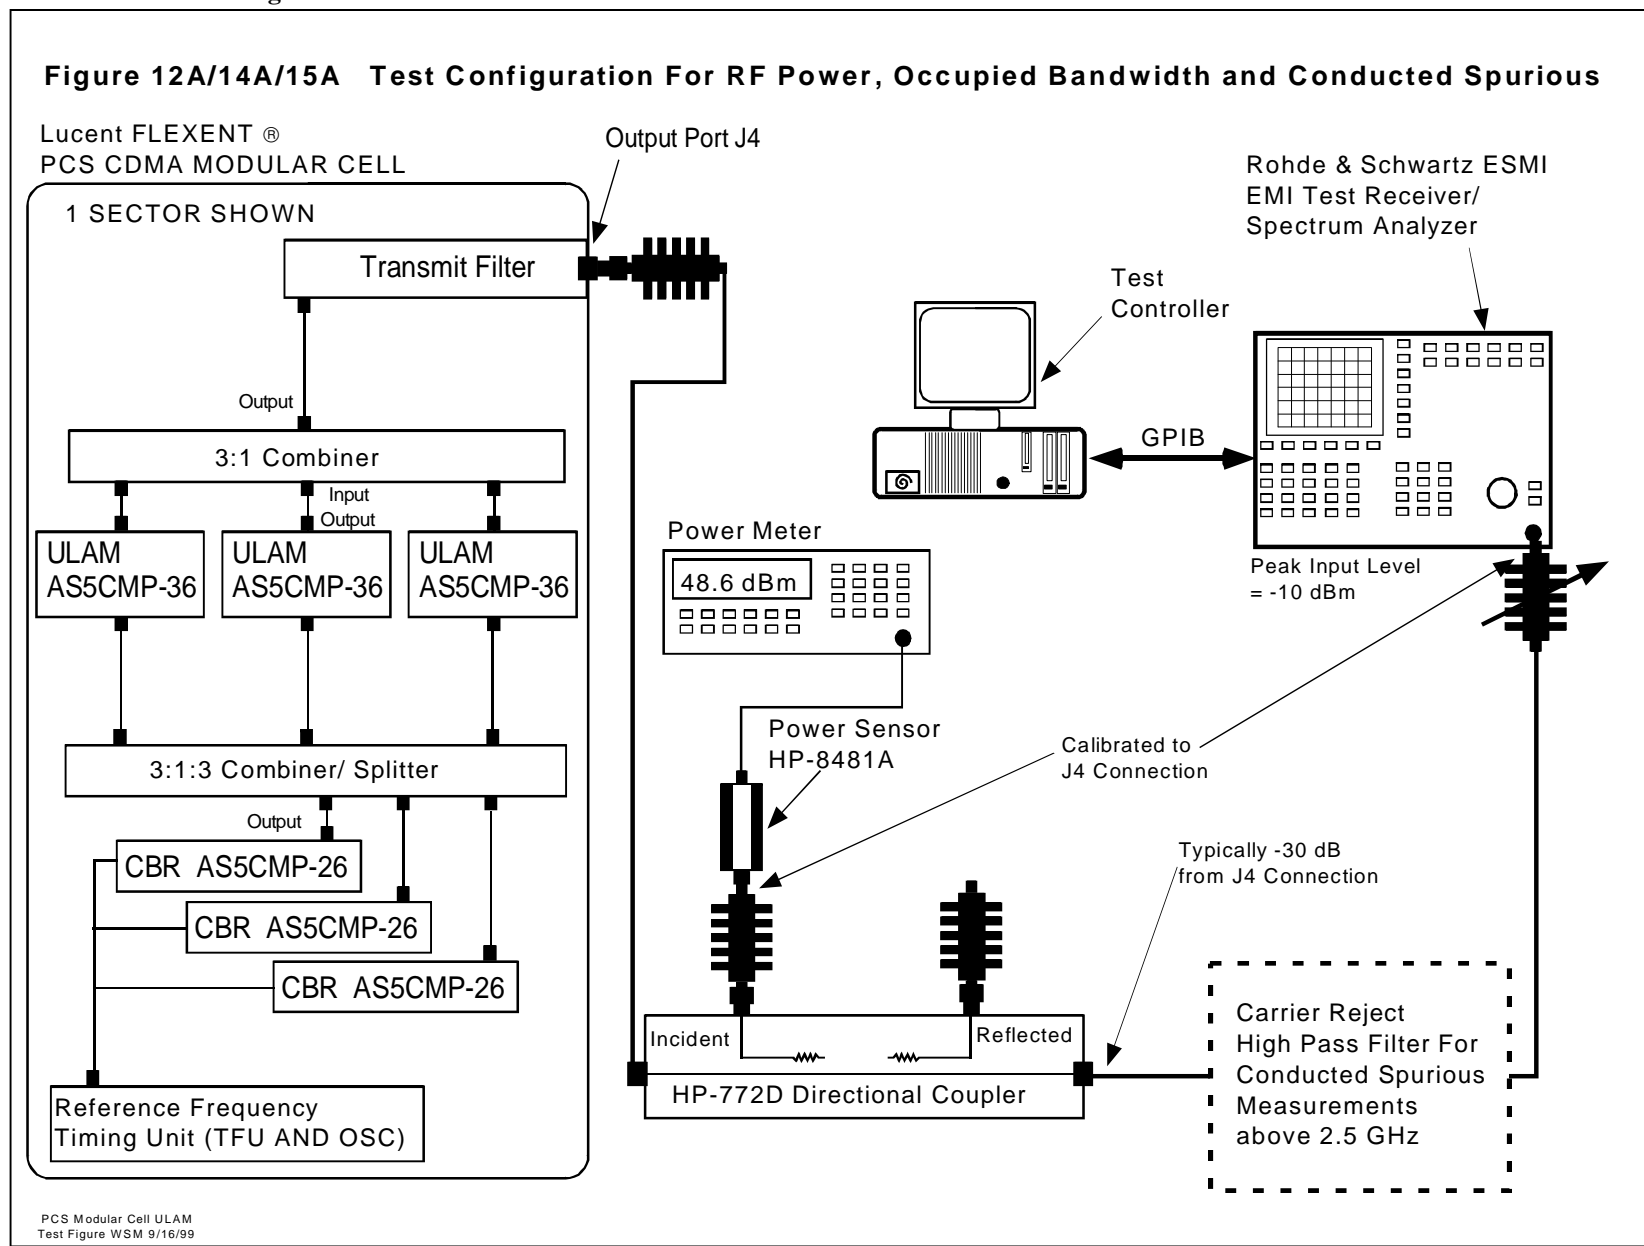 Figure 12A/14A/15A Test Configuration For RF Power, Occupied Bandwidth and Conducted Spurious
Lucent FLEXENT ®
PCS CDMA MODULAR CELL
1 SECTOR SHOWN
Output Port J4
Transmit Filter
Output
3:1 Combiner
Input
Output
ULAM
AS5CMP-36
ULAM
AS5CMP-36
ULAM
AS5CMP-36
3:1:3 Combiner/ Splitter
Output
CBR AS5CMP-26
CBR AS5CMP-26
CBR AS5CMP-26
Reference Frequency
Timing Unit (TFU AND OSC)
Rohde & Schwartz ESMI
EMI Test Receiver/
Spectrum Analyzer
Test
Controller
GPIB
Peak Input Level
= -10 dBm
Power Meter
48.6 dBm
Power Sensor
HP-8481A
Calibrated to
J4 Connection
Typically -30 dB
from J4 Connection
Incident
Reflected
HP-772D Directional Coupler
Carrier Reject
High Pass Filter For
Conducted Spurious
Measurements
above 2.5 GHz
PCS Modular Cell ULAM
Test Figure WSM 9/16/99